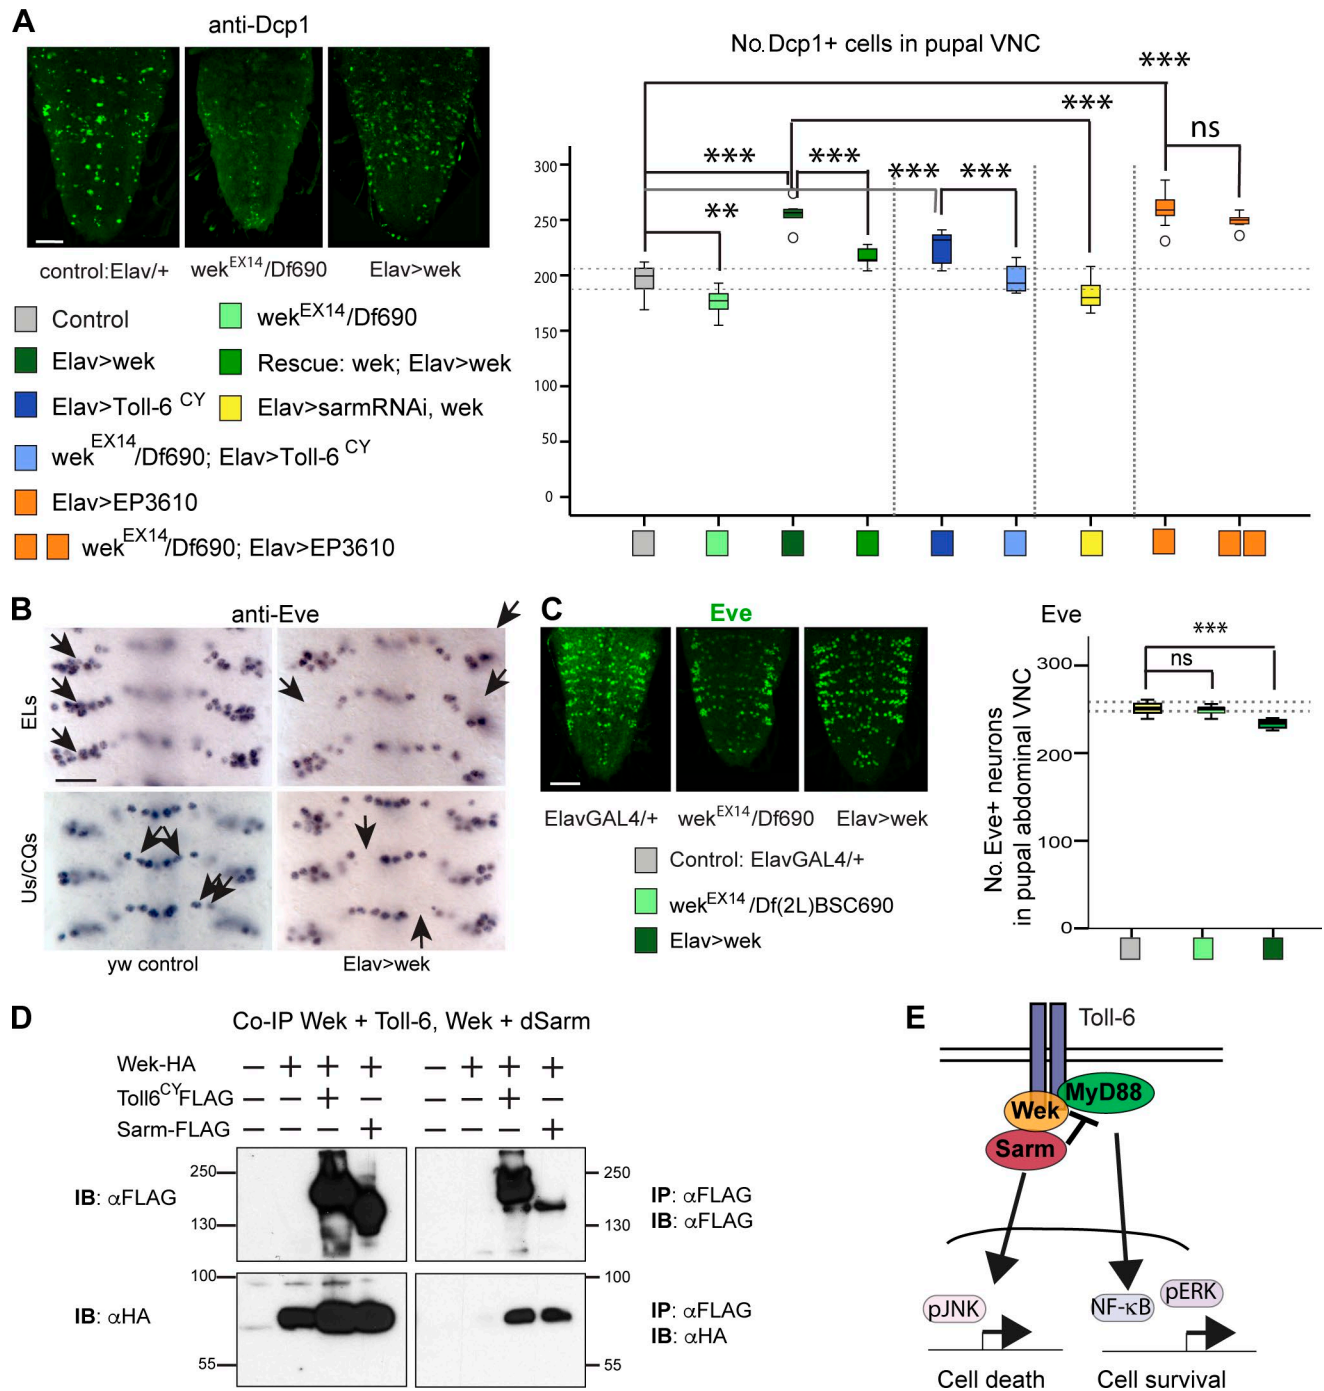 A
anti-Dcp1
control:Elav/+
wekEX14/Df690
Elav>wek
Control
wekEX14/Df690
Elav>wek
Rescue: wek; Elav>wek
Elav>Toll-6 CY
Elav>sarmRNAi, wek
wekEX14/Df690; Elav>Toll-6 CY
Elav>EP3610
wekEX14/Df690; Elav>EP3610
No. Dcp1+ cells in pupal VNC
***
***
ns
***
***
***
***
**
300
250
200
150
100
50
0
B
anti-Eve
ELs
Us/CQs
yw control
Elav>wek
C
Eve
ElavGAL4/+
wekEX14/Df690
Elav>wek
Control: ElavGAL4/+
wekEX14/Df(2L)BSC690
Elav>wek
Eve
***
ns
300
200
100
0
No. Eve+ neurons
in pupal abdominal VNC
D
Co-IP Wek + Toll-6, Wek + dSarm
Wek-HA — + + + — + + +
Toll6CYFLAG — — + — — — + —
Sarm-FLAG — — — + — — — +
IB: αFLAG
250
130
250
130
IP: αFLAG
IB: αFLAG
IB: αHA
100
55
100
55
IP: αFLAG
IB: αHA
E
Toll-6
MyD88
Wek
Sarm
pJNK
NF-κB
pERK
Cell death
Cell survival